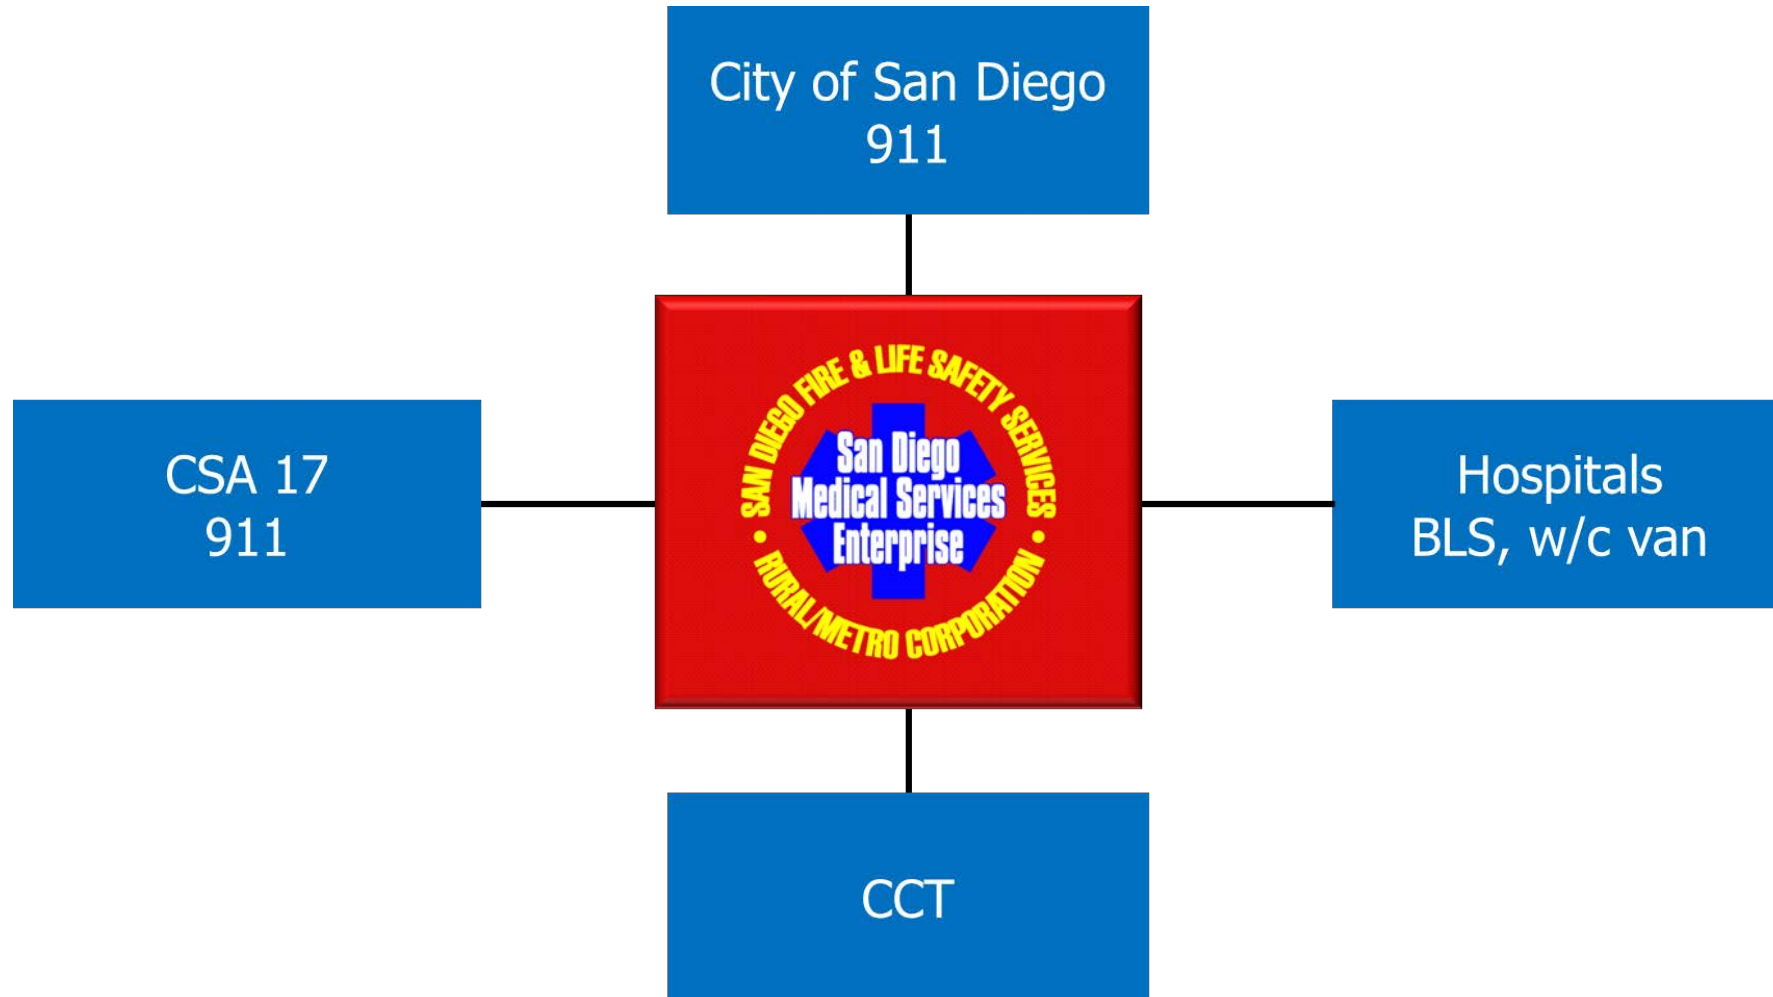 City of San Diego
911
SAN DIEGO FIRE & LIFE SAFETY SERVICES
San Diego
Medical Services
Enterprise
• RURAL/METRO CORPORATION •
CSA 17
911
Hospitals
BLS, w/c van
CCT